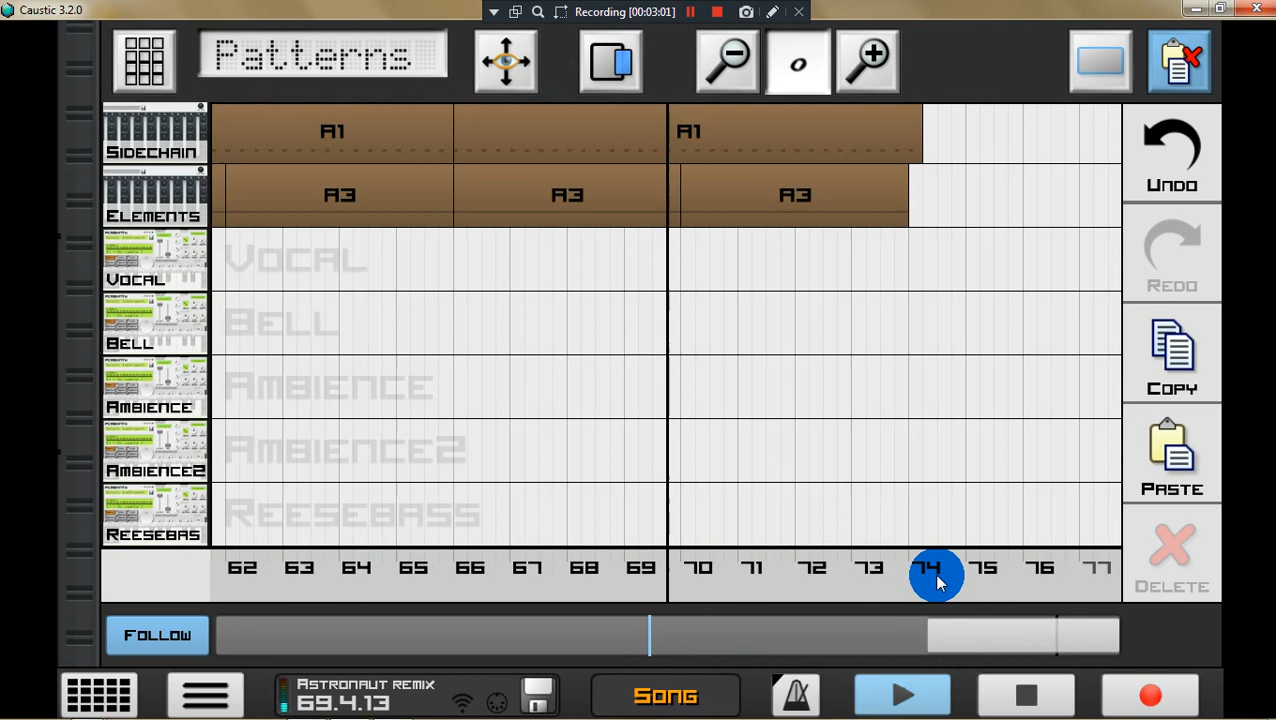 Caustic 3.2.0
Recording [00:03:01]
Patterns
SIDECHAIN
A1
A1
ELEMENTS
A3
A3
A3
UNDO
VOCAL
VOCAL
REDO
BELL
BELL
COPY
AMBIENCE
AMBIENCE
AMBIENCE2
AMBIENCE2
PASTE
REESEBAS
REESEBAS
62 63 64 65 66 67 68 69 70 71 72 73 74 75 76 77
DELETE
FOLLOW
ASTRONAUT REMIX
69.4.13
SONG